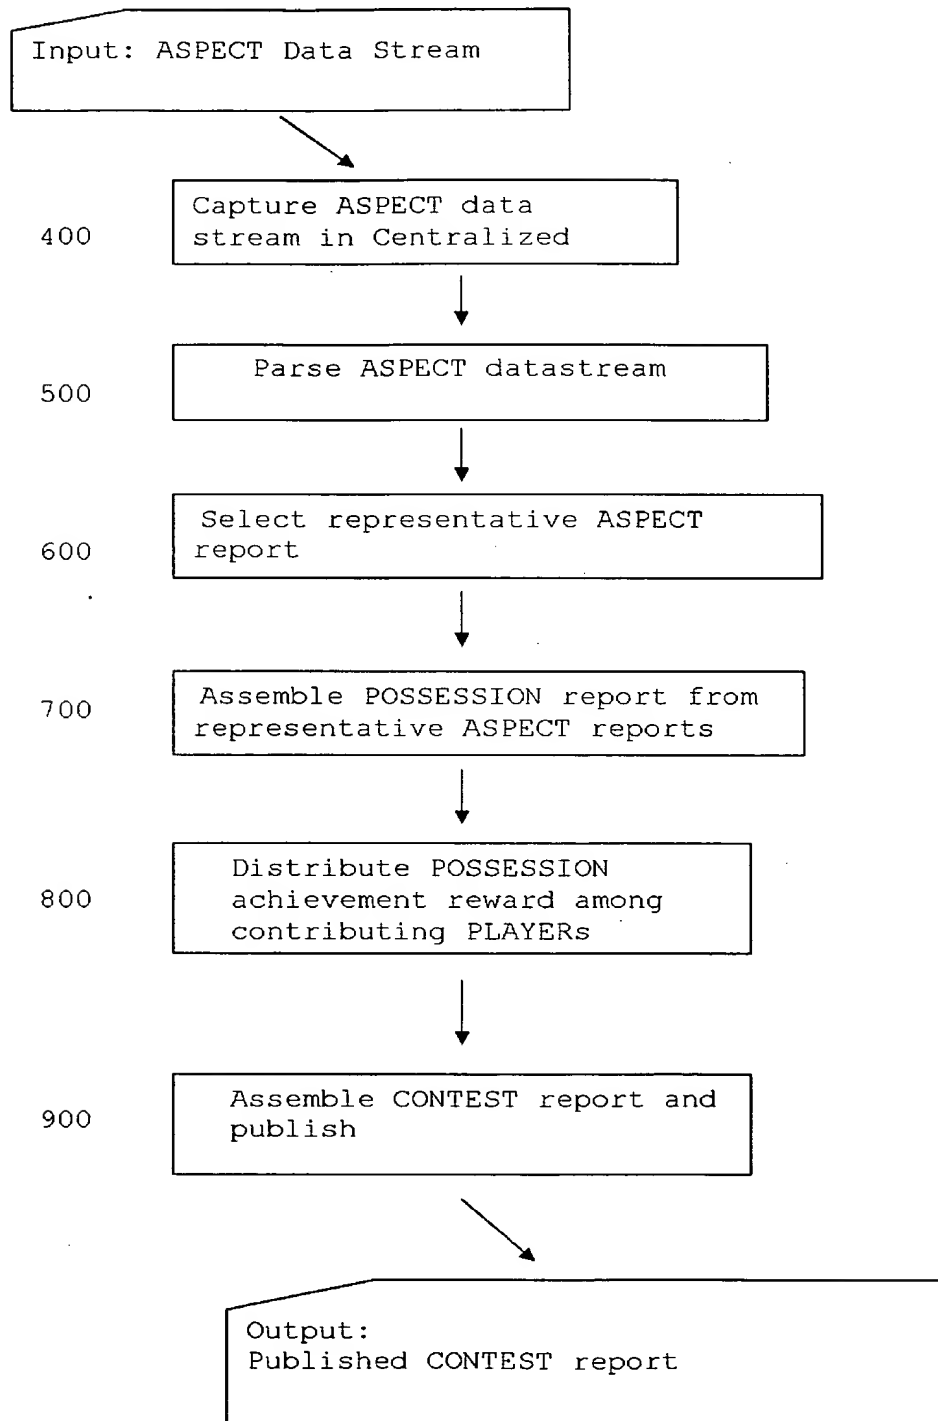 Input: ASPECT Data Stream
400
Capture ASPECT data
stream in Centralized
500
Parse ASPECT datastream
600
Select representative ASPECT
report
700
Assemble POSSESSION report from
representative ASPECT reports
800
Distribute POSSESSION
achievement reward among
contributing PLAYERs
900
Assemble CONTEST report and
publish
Output:
Published CONTEST report